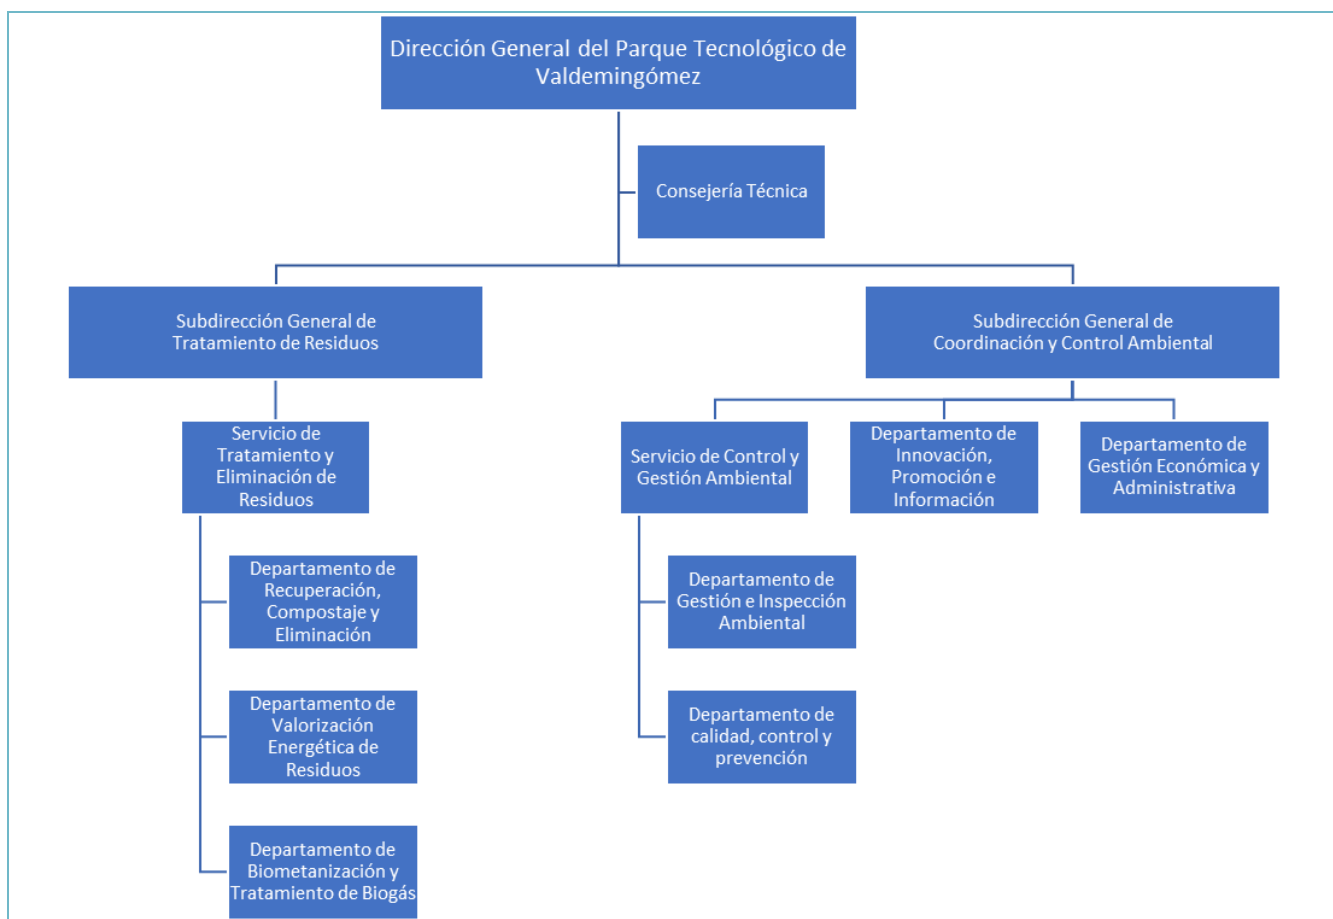 Dirección General del Parque Tecnológico de
Valdemingómez
Consejería Técnica
Subdirección General de
Tratamiento de Residuos
Subdirección General de
Coordinación y Control Ambiental
Servicio de
Tratamiento y
Eliminación de
Residuos
Servicio de Control y
Gestión Ambiental
Departamento de
Innovación,
Promoción e
Información
Departamento de
Gestión Económica y
Administrativa
Departamento de
Recuperación,
Compostaje y
Eliminación
Departamento de
Gestión e Inspección
Ambiental
Departamento de
Valorización
Energética de
Residuos
Departamento de
calidad, control y
prevención
Departamento de
Biometanización y
Tratamiento de Biogás